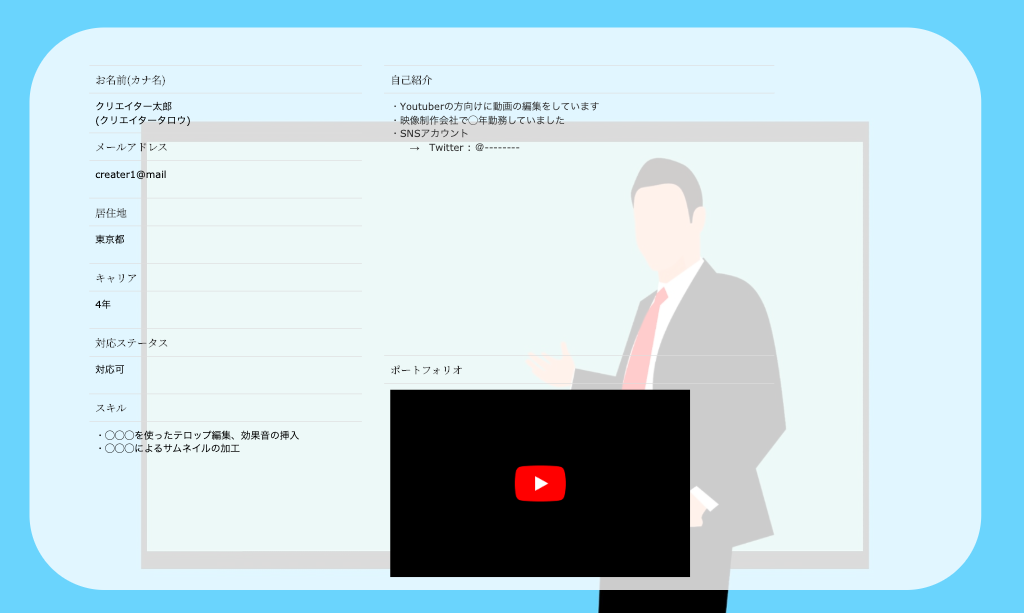 お名前(カナ名)
クリエイター太郎
(クリエイタータロウ)
メールアドレス
creater1@mail
居住地
東京都
キャリア
4年
対応ステータス
対応可
スキル
・◯◯◯を使ったテロップ編集、効果音の挿入
・◯◯◯によるサムネイルの加工
自己紹介
・Youtuberの方向けに動画の編集をしています
・映像制作会社で◯年勤務していました
・SNSアカウント
→ Twitter : @--------
ポートフォリオ